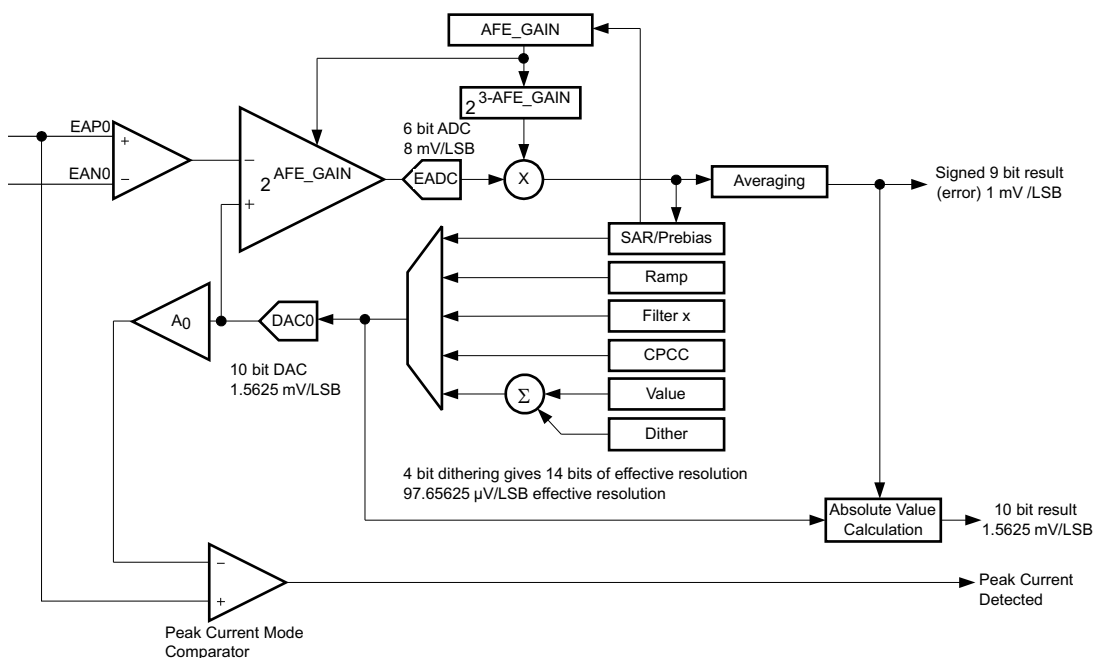 AFE_GAIN
2 3-AFE_GAIN
6 bit ADC
8 mV/LSB
EAP0
+
EAN0
−
−
2 AFE_GAIN
+
EADC
X
Averaging
Signed 9 bit result
(error) 1 mV /LSB
SAR/Prebias
Ramp
Filter x
CPCC
Value
Dither
Σ
A0
DAC0
10 bit DAC
1.5625 mV/LSB
4 bit dithering gives 14 bits of effective resolution
97.65625 μV/LSB effective resolution
Absolute Value
Calculation
10 bit result
1.5625 mV/LSB
−
+
Peak Current
Detected
Peak Current Mode
Comparator